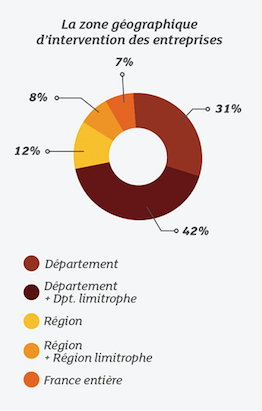 La zone géographique
d'intervention des entreprises
7%
8%
31%
12%
42%
Département
Département
+ Dpt. limitrophe
Région
Région
+ Région limitrophe
France entière